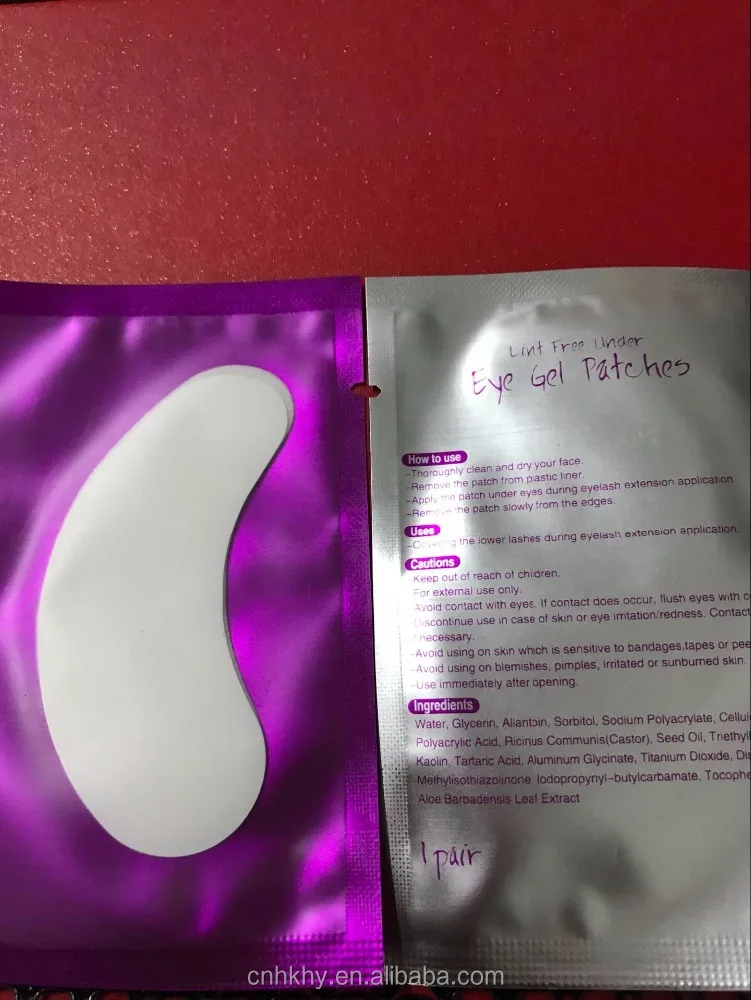 Lint Free Under
Eye Gel Patches
How to use
-Thoroughly clean and dry your face.
-Remove the patch from plastic liner.
-Apply the patch under eyes during eyelash extension application
-Remove the patch slowly from the edges.
Uses
-Covering the lower lashes during eyelash extension application.
Cautions
Keep out of reach of children.
For external use only.
Avoid contact with eyes. If contact does occur, flush eyes with
Discontinue use in case of skin or eye irritation/redness. Contact
necessary.
-Avoid using on skin which is sensitive to bandages,tapes or
-Avoid using on blemishes, pimples, irritated or sunburned skin.
-Use immediately after opening.
Ingredients
Water, Glycerin, Allantoin, Sorbitol, Sodium Polyacrylate,
Polyacrylic Acid, Ricinus Communis(Castor), Seed Oil,
Kaolin, Tartaric Acid, Aluminum Glycinate, Titanium Dioxide,
Methylisothiazolinone Iodopropynyl-butylcarbamate,
Aloe Barbadensis Leaf Extract
1 pair
cnhkhy.en.alibaba.com